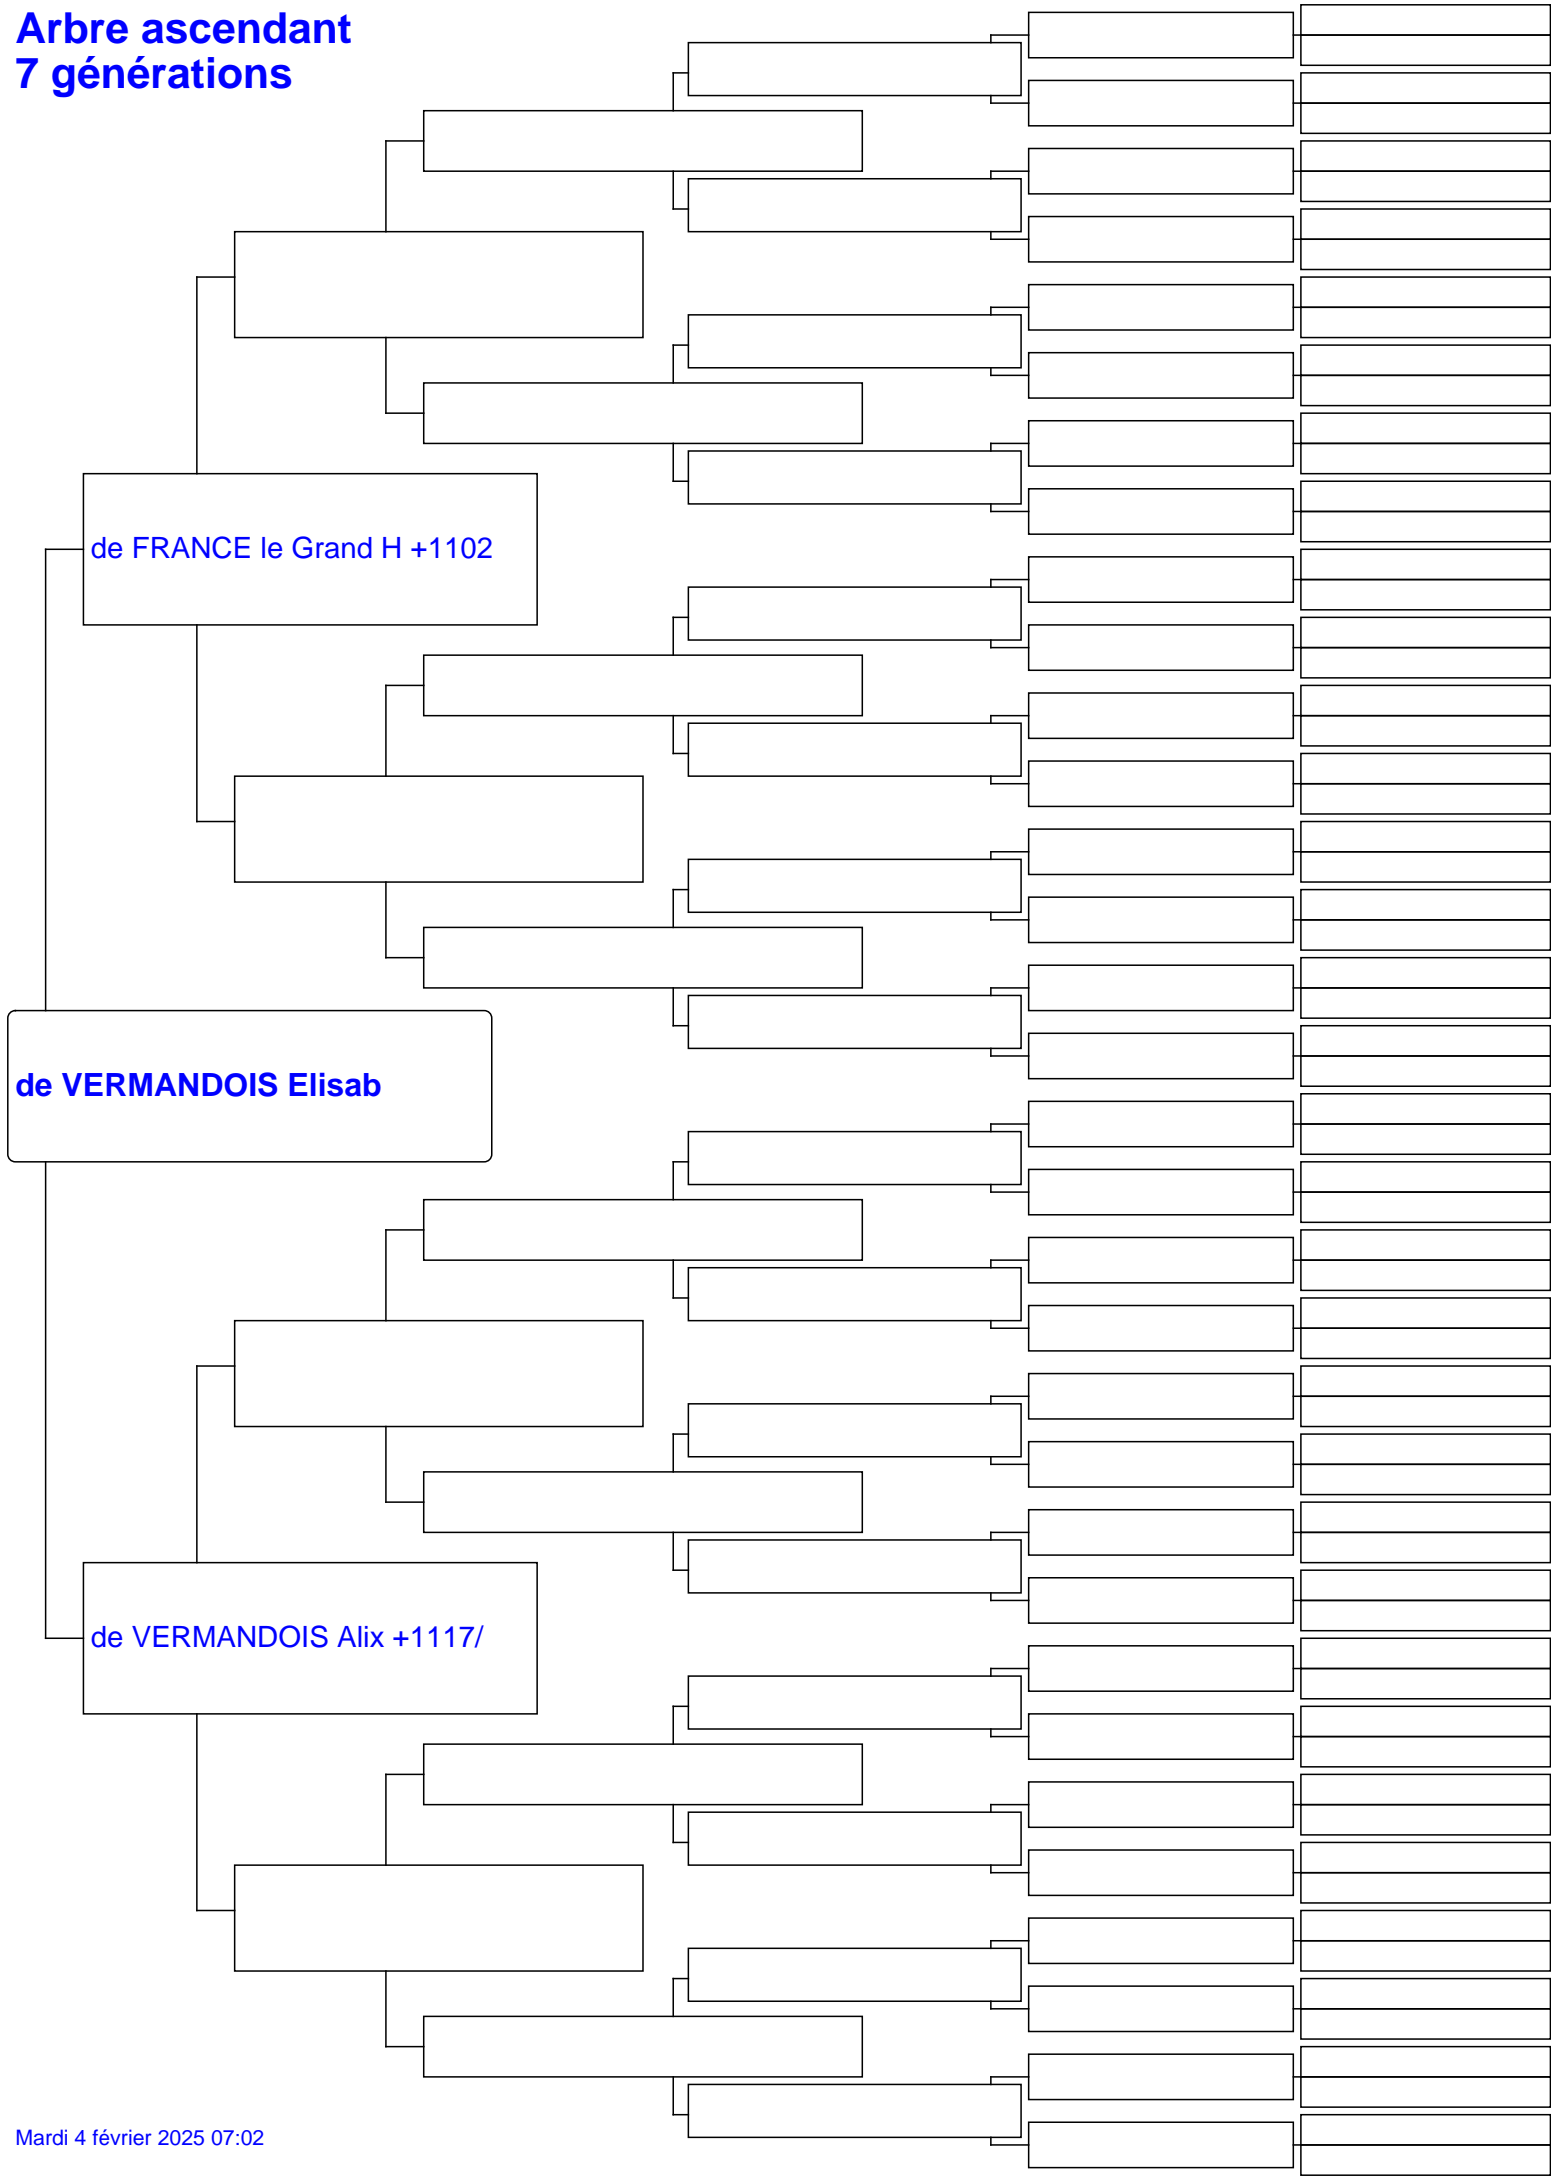 Arbre ascendant
7 générations
de FRANCE le Grand H +1102
de VERMANDOIS Elisab
de VERMANDOIS Alix +1117/
Mardi 4 février 2025 07:02